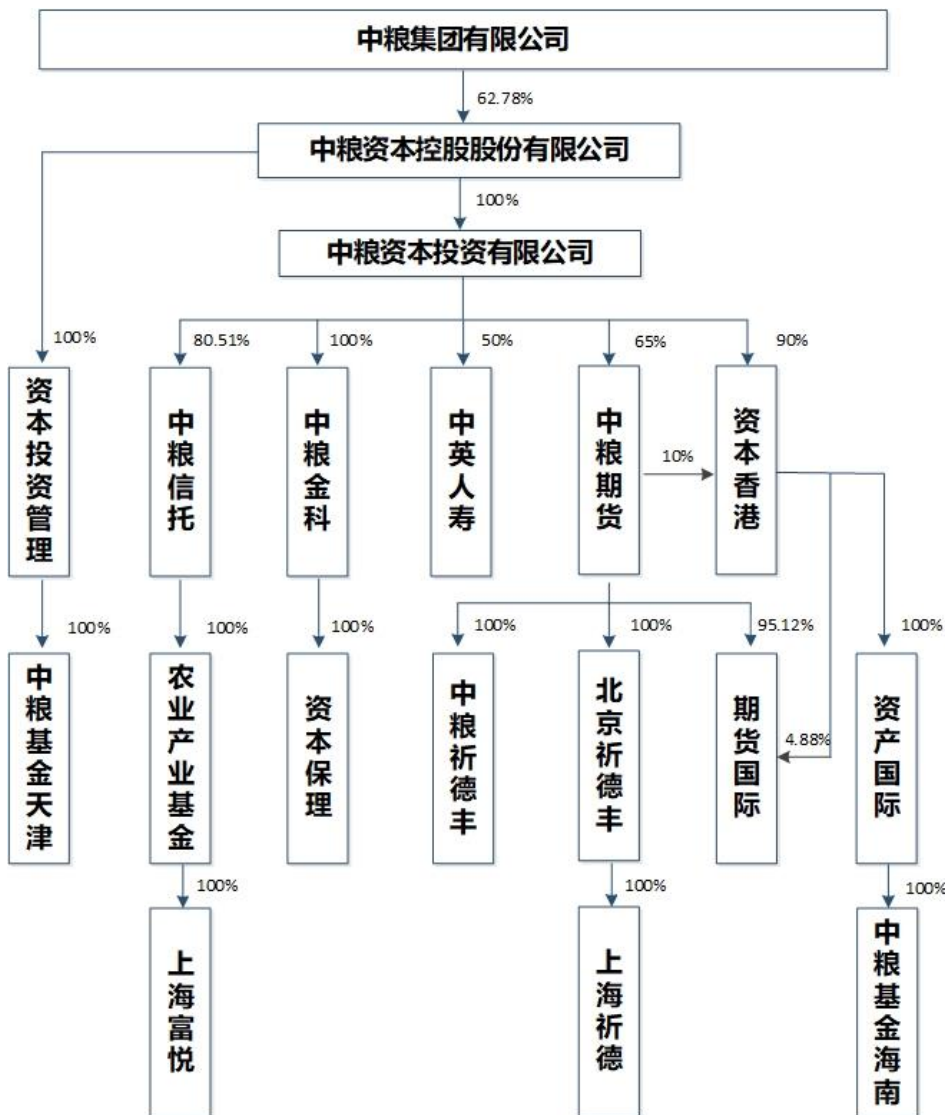 中粮集团有限公司
62.78%
中粮资本控股股份有限公司
100%
中粮资本投资有限公司
100%
80.51%
100%
50%
65%
90%
资本投资管理
中粮信托
中粮金科
中英人寿
中粮期货
10%
资本香港
100%
100%
100%
100%
100%
95.12%
100%
中粮基金天津
农业产业基金
资本保理
中粮祈德丰
北京祈德丰
期货国际
4.88%
资产国际
100%
100%
100%
上海富悦
上海祈德
中粮基金海南